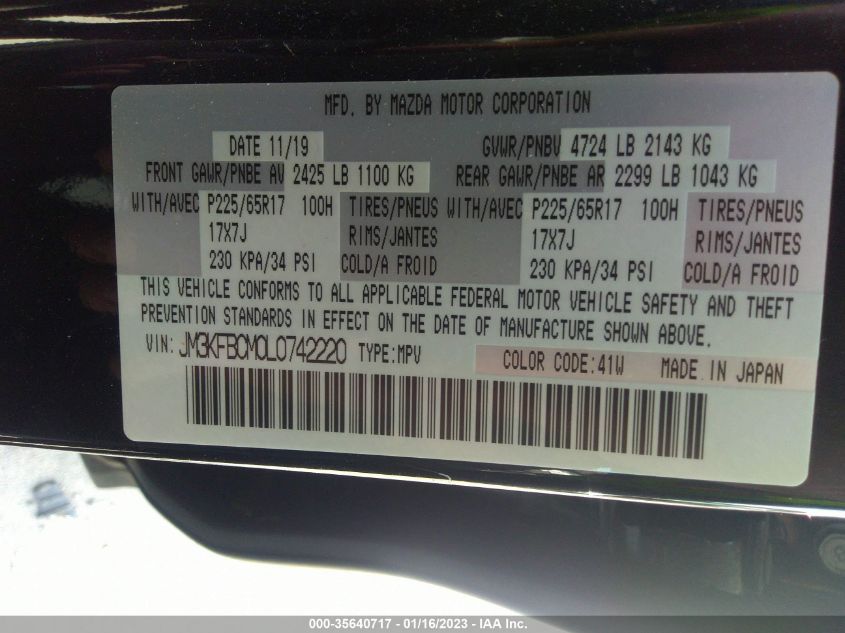 MFD. BY MAZDA MOTOR CORPORATION
DATE 11/19 GVWR/PNBV 4724 LB 2143 KG
FRONT GAWR/PNBE AV 2425 LB 1100 KG REAR GAWR/PNBE AR 2299 LB 1043 KG
WITH/AVEC P225/65R17 100H TIRES/PNEUS WITH/AVEC P225/65R17 100H TIRES/PNEUS
17X7J RIMS/JANTES 17X7J RIMS/JANTES
230 KPA/34 PSI COLD/A FROID 230 KPA/34 PSI COLD/A FROID
THIS VEHICLE CONFORMS TO ALL APPLICABLE FEDERAL MOTOR VEHICLE SAFETY AND THEFT
PREVENTION STANDARDS IN EFFECT ON THE DATE OF MANUFACTURE SHOWN ABOVE.
VIN: JM3KFBCM0L0742220 TYPE:MPV COLOR CODE:41W MADE IN JAPAN
000-35640717 - 01/16/2023 - IAA Inc.